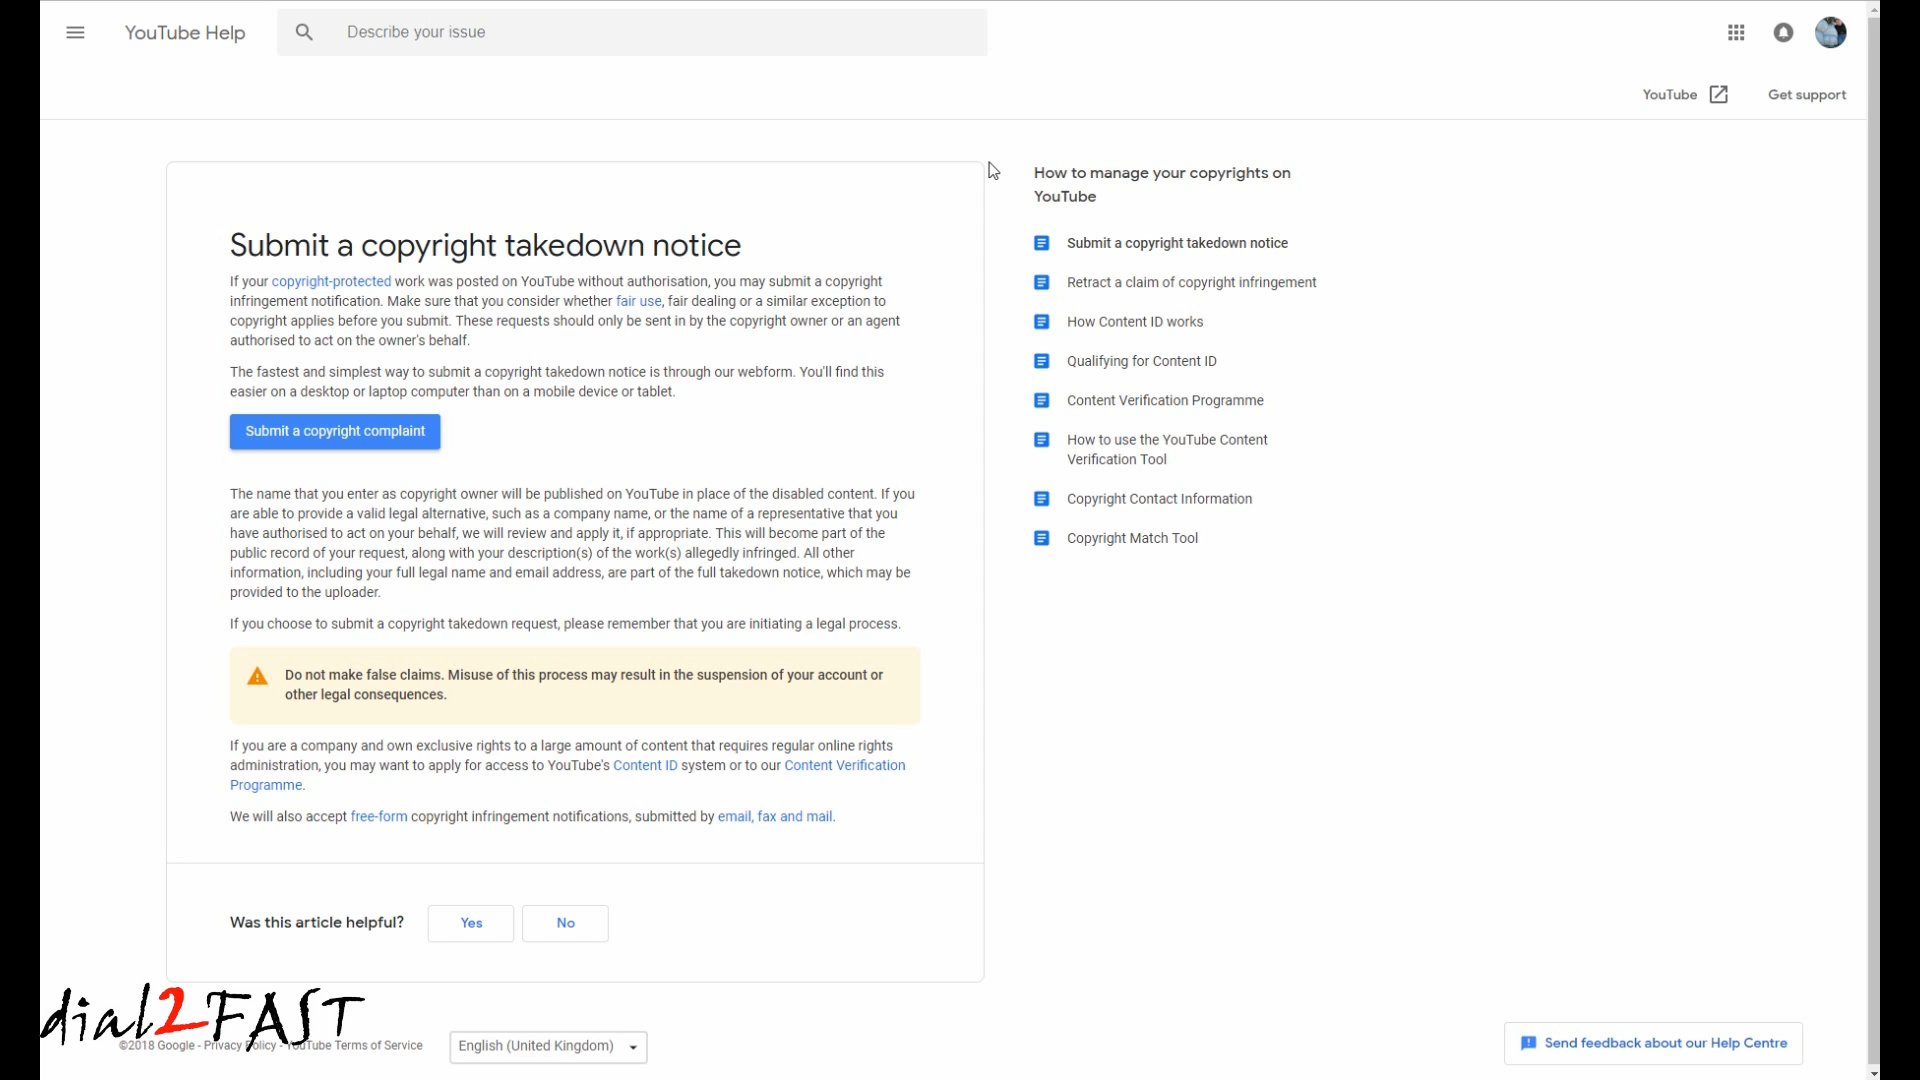 YouTube Help
Describe your issue
YouTube
Get support
Submit a copyright takedown notice
If your copyright-protected work was posted on YouTube without authorisation, you may submit a copyright
infringement notification. Make sure that you consider whether fair use, fair dealing or a similar exception to
copyright applies before you submit. These requests should only be sent in by the copyright owner or an agent
authorised to act on the owner's behalf.
The fastest and simplest way to submit a copyright takedown notice is through our webform. You'll find this
easier on a desktop or laptop computer than on a mobile device or tablet.
Submit a copyright complaint
The name that you enter as copyright owner will be published on YouTube in place of the disabled content. If you
are able to provide a valid legal alternative, such as a company name, or the name of a representative that you
have authorised to act on your behalf, we will review and apply it, if appropriate. This will become part of the
public record of your request, along with your description(s) of the work(s) allegedly infringed. All other
information, including your full legal name and email address, are part of the full takedown notice, which may be
provided to the uploader.
If you choose to submit a copyright takedown request, please remember that you are initiating a legal process.
Do not make false claims. Misuse of this process may result in the suspension of your account or
other legal consequences.
If you are a company and own exclusive rights to a large amount of content that requires regular online rights
administration, you may want to apply for access to YouTube's Content ID system or to our Content Verification
Programme.
We will also accept free-form copyright infringement notifications, submitted by email, fax and mail.
Was this article helpful?
Yes
No
How to manage your copyrights on
YouTube
Submit a copyright takedown notice
Retract a claim of copyright infringement
How Content ID works
Qualifying for Content ID
Content Verification Programme
How to use the YouTube Content
Verification Tool
Copyright Contact Information
Copyright Match Tool
dial2FAST
©2018 Google - Privacy Policy - YouTube Terms of Service
English (United Kingdom)
Send feedback about our Help Centre